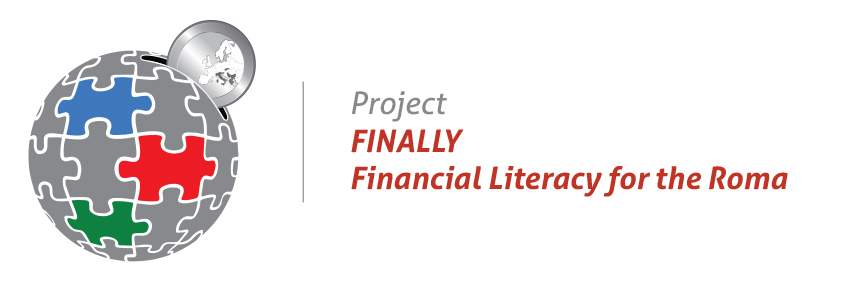 Project
FINALLY
Financial Literacy for the Roma